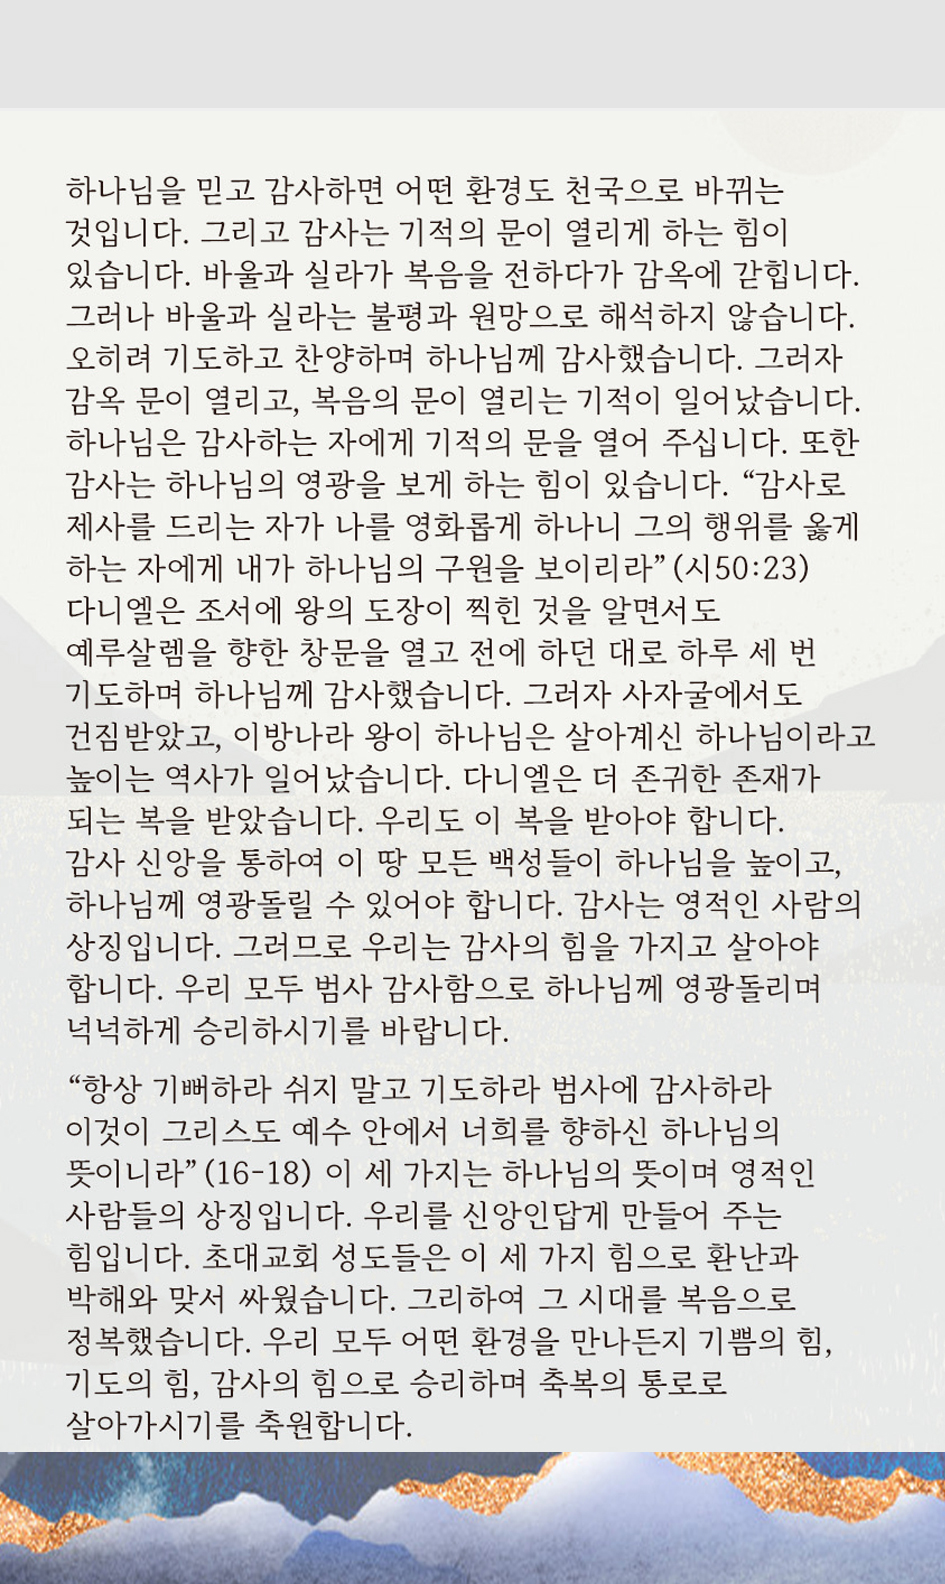 하나님을 믿고 감사하면 어떤 환경도 천국으로 바뀌는
것입니다. 그리고 감사는 기적의 문이 열리게 하는 힘이
있습니다. 바울과 실라가 복음을 전하다가 감옥에 갇힙니다.
그러나 바울과 실라는 불평과 원망으로 해석하지 않습니다.
오히려 기도하고 찬양하며 하나님께 감사했습니다. 그러자
감옥 문이 열리고, 복음의 문이 열리는 기적이 일어났습니다.
하나님은 감사하는 자에게 기적의 문을 열어 주십니다. 또한
감사는 하나님의 영광을 보게 하는 힘이 있습니다. “감사로
제사를 드리는 자가 나를 영화롭게 하나니 그의 행위를 옳게
하는 자에게 내가 하나님의 구원을 보이리라”(시50:23)
다니엘은 조서에 왕의 도장이 찍힌 것을 알면서도
예루살렘을 향한 창문을 열고 전에 하던 대로 하루 세 번
기도하며 하나님께 감사했습니다. 그러자 사자굴에서도
건짐받았고, 이방나라 왕이 하나님은 살아계신 하나님이라고
높이는 역사가 일어났습니다. 다니엘은 더 존귀한 존재가
되는 복을 받았습니다. 우리도 이 복을 받아야 합니다.
감사 신앙을 통하여 이 땅 모든 백성들이 하나님을 높이고,
하나님께 영광돌릴 수 있어야 합니다. 감사는 영적인 사람의
상징입니다. 그러므로 우리는 감사의 힘을 가지고 살아야
합니다. 우리 모두 범사 감사함으로 하나님께 영광돌리며
넉넉하게 승리하시기를 바랍니다.
“항상 기뻐하라 쉬지 말고 기도하라 범사에 감사하라
이것이 그리스도 예수 안에서 너희를 향하신 하나님의
뜻이니라”(16-18) 이 세 가지는 하나님의 뜻이며 영적인
사람들의 상징입니다. 우리를 신앙인답게 만들어 주는
힘입니다. 초대교회 성도들은 이 세 가지 힘으로 환난과
박해와 맞서 싸웠습니다. 그리하여 그 시대를 복음으로
정복했습니다. 우리 모두 어떤 환경을 만나든지 기쁨의 힘,
기도의 힘, 감사의 힘으로 승리하며 축복의 통로로
살아가시기를 축원합니다.